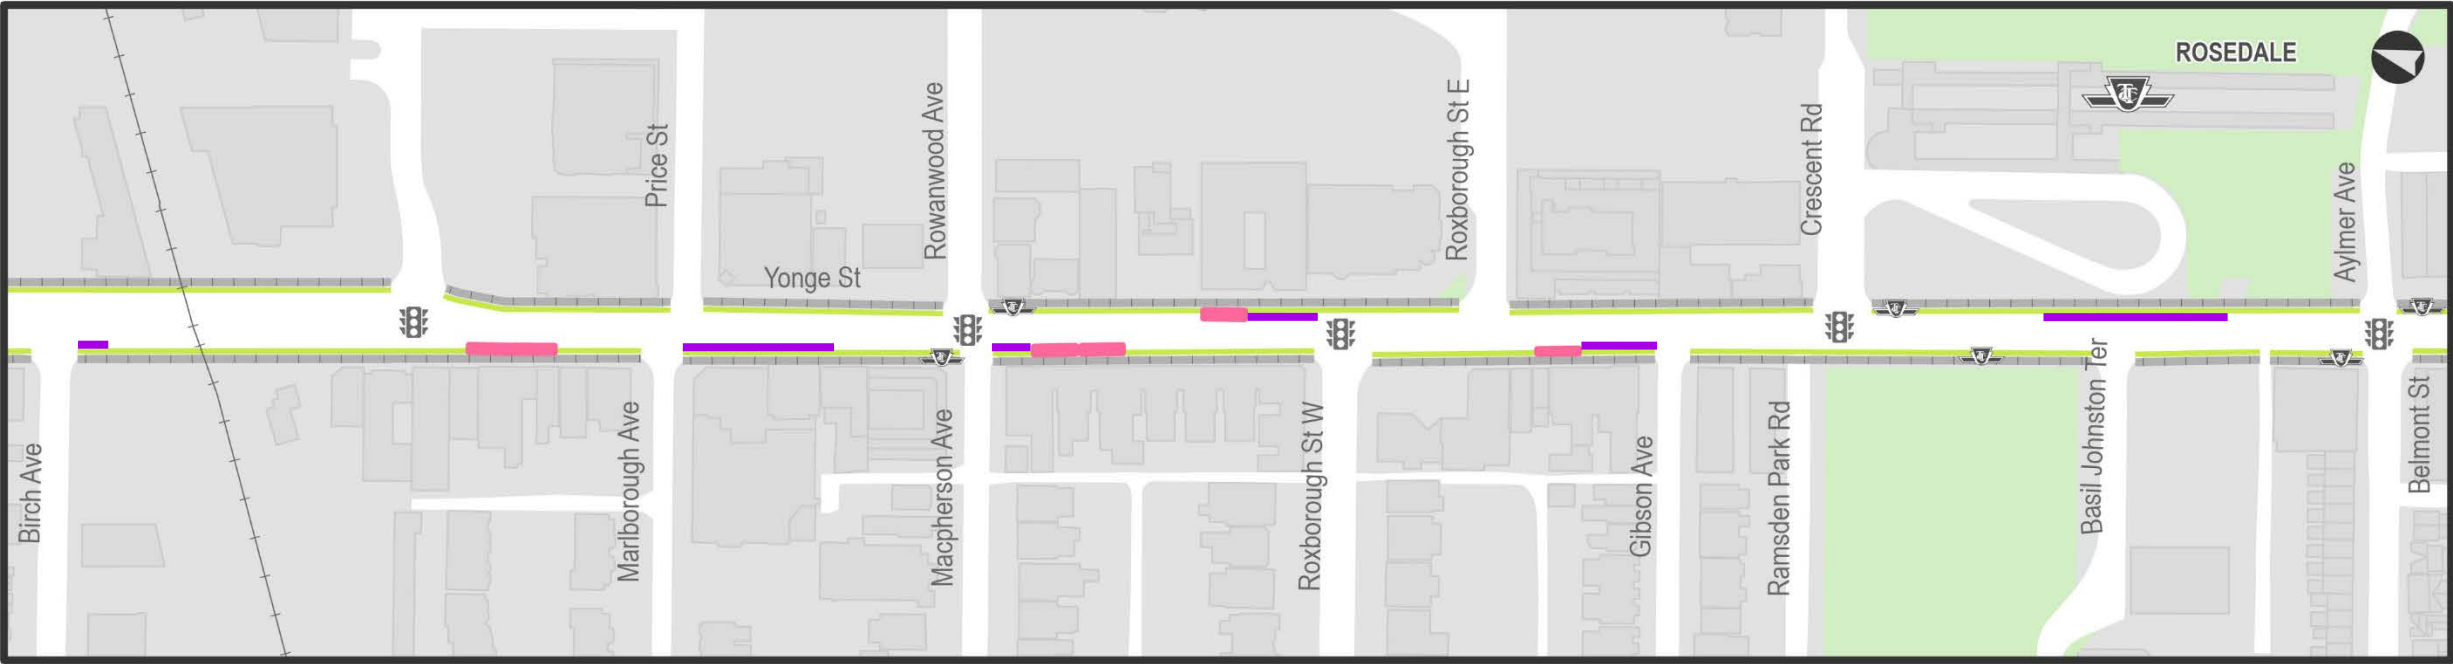 ROSEDALE
Price St
Rowanwood Ave
Roxborough St E
Crescent Rd
Aylmer Ave
Yonge St
Birch Ave
Marlborough Ave
Macpherson Ave
Roxborough St W
Gibson Ave
Ramsden Park Rd
Basil Johnston Ter
Belmont St